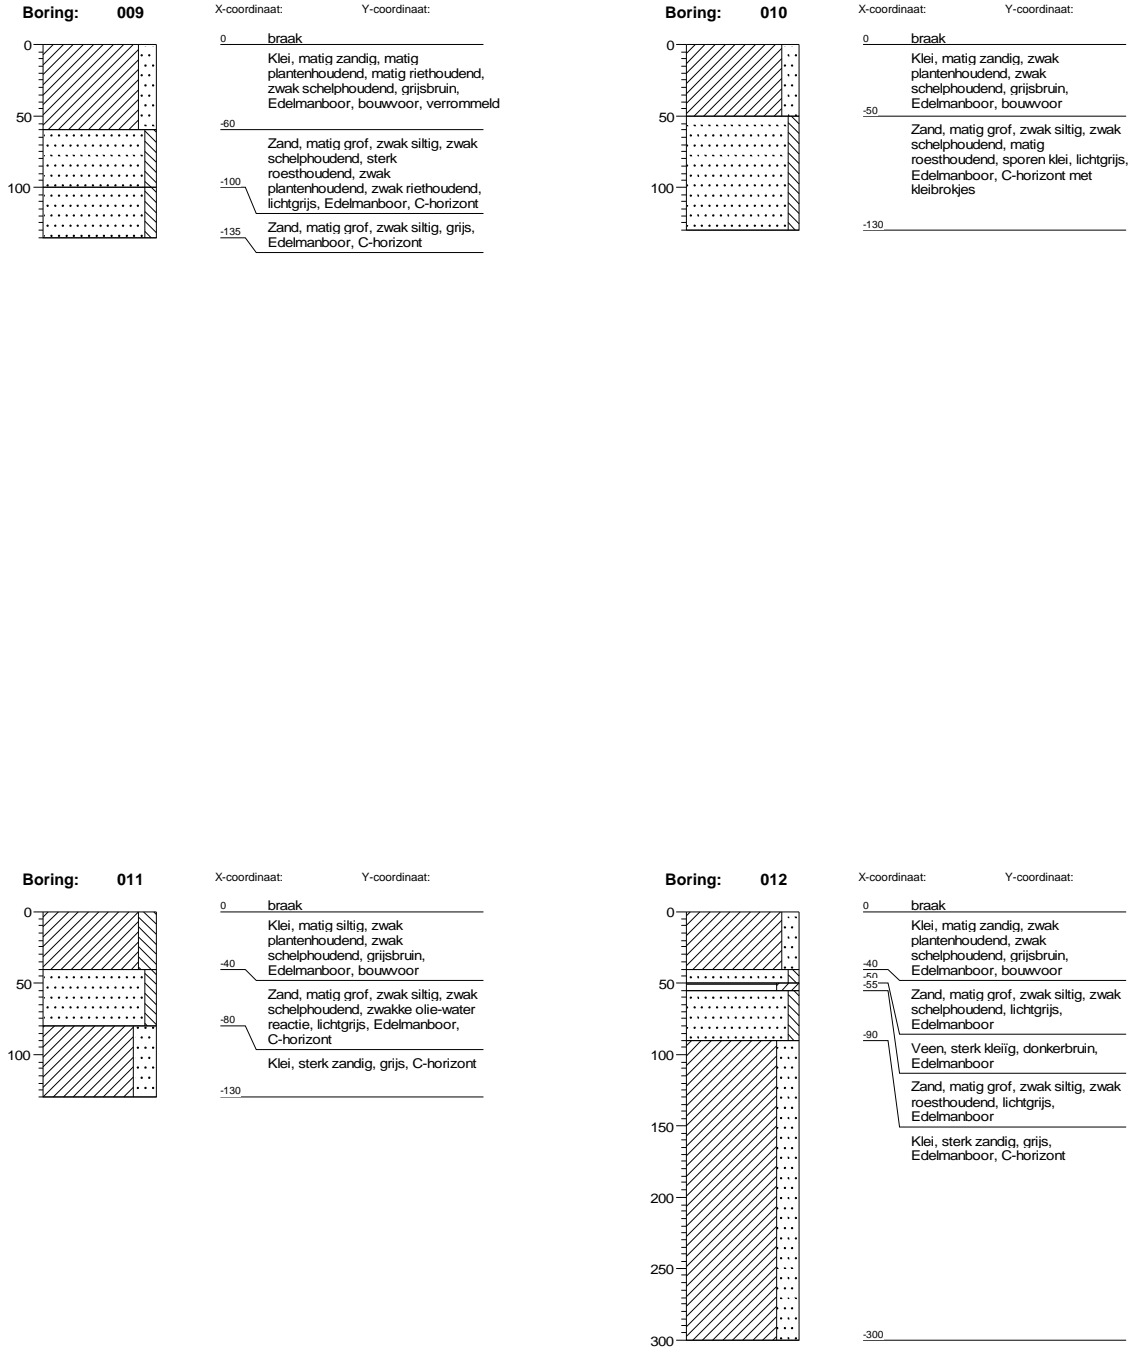 Boring: 009
X-coordinaat: Y-coordinaat:
0
50
100
0 braak
Klei, matig zandig, matig
plantenhoudend, matig riethoudend,
zwak schelphoudend, grijsbruin,
Edelmanboor, bouwvoor, verrommeld
-60
Zand, matig grof, zwak siltig, zwak
schelphoudend, sterk
roesthoudend, zwak
plantenhoudend, zwak riethoudend,
lichtgrijs, Edelmanboor, C-horizont
-100
Zand, matig grof, zwak siltig, grijs,
Edelmanboor, C-horizont
-135
Boring: 010
X-coordinaat: Y-coordinaat:
0
50
100
0 braak
Klei, matig zandig, zwak
plantenhoudend, zwak
schelphoudend, grijsbruin,
Edelmanboor, bouwvoor
-50
Zand, matig grof, zwak siltig, zwak
schelphoudend, matig
roesthoudend, sporen klei, lichtgrijs,
Edelmanboor, C-horizont met
kleibrokjes
-130
Boring: 011
X-coordinaat: Y-coordinaat:
0
50
100
0 braak
Klei, matig siltig, zwak
plantenhoudend, zwak
schelphoudend, grijsbruin,
Edelmanboor, bouwvoor
-40
Zand, matig grof, zwak siltig, zwak
schelphoudend, zwakke olie-water
reactie, lichtgrijs, Edelmanboor,
C-horizont
-80
Klei, sterk zandig, grijs, C-horizont
-130
Boring: 012
X-coordinaat: Y-coordinaat:
0
50
100
150
200
250
300
0 braak
Klei, matig zandig, zwak
plantenhoudend, zwak
schelphoudend, grijsbruin,
Edelmanboor, bouwvoor
-40
Zand, matig grof, zwak siltig, zwak
schelphoudend, lichtgrijs,
Edelmanboor
-50
Veen, sterk kleiïg, donkerbruin,
Edelmanboor
-55
Zand, matig grof, zwak siltig, zwak
roesthoudend, lichtgrijs,
Edelmanboor
-90
Klei, sterk zandig, grijs,
Edelmanboor, C-horizont
-300